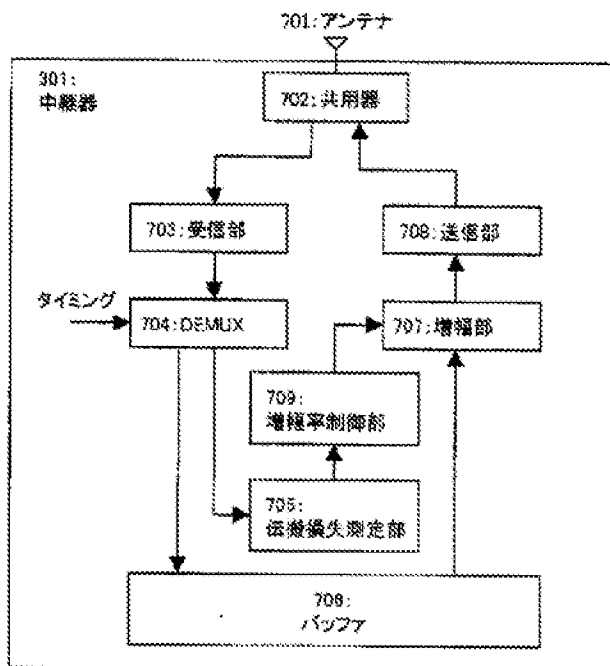 701:アンテナ
301:
中継器
702:共用器
703:受信部
708:送信部
タイミング
704:DEMUX
707:増幅部
709:
増幅率制御部
705:
伝搬損失測定部
706:
バッファ